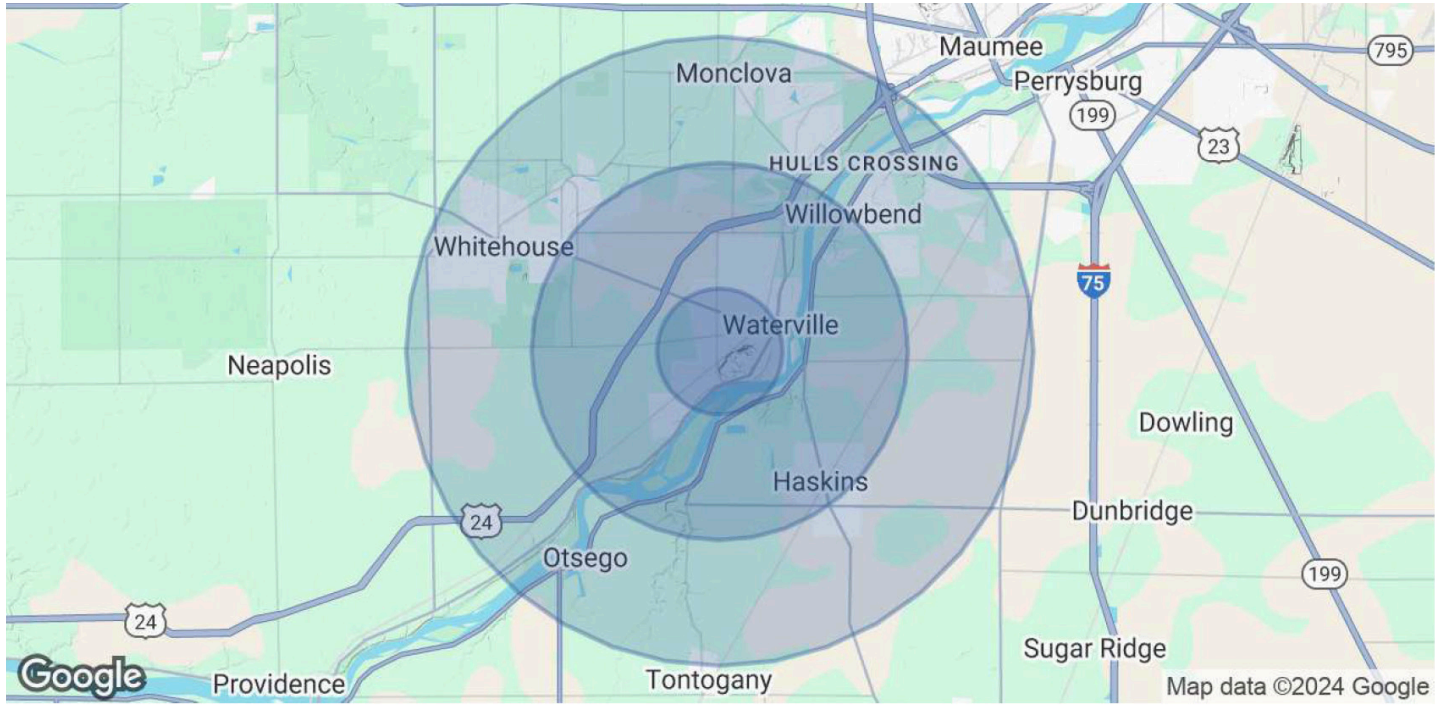 Maumee
795
Monclova
Perrysburg
199
23
HULLS CROSSING
Willowbend
Whitehouse
75
Waterville
Neapolis
Dowling
Haskins
Dunbridge
24
Otsego
199
24
Sugar Ridge
Google
Providence
Tontogany
Map data ©2024 Google